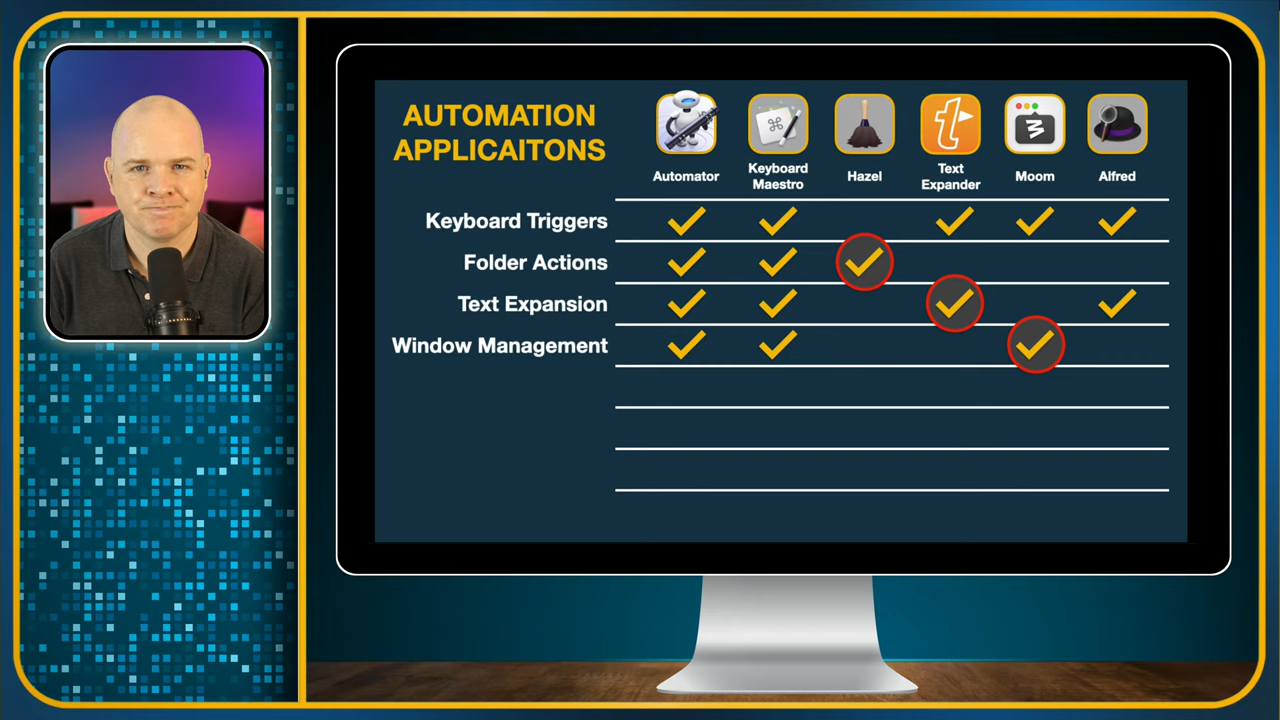 AUTOMATION
APPLICAITONS
Automator
Keyboard
Maestro
Hazel
Text
Expander
Moom
Alfred
Keyboard Triggers
Folder Actions
Text Expansion
Window Management